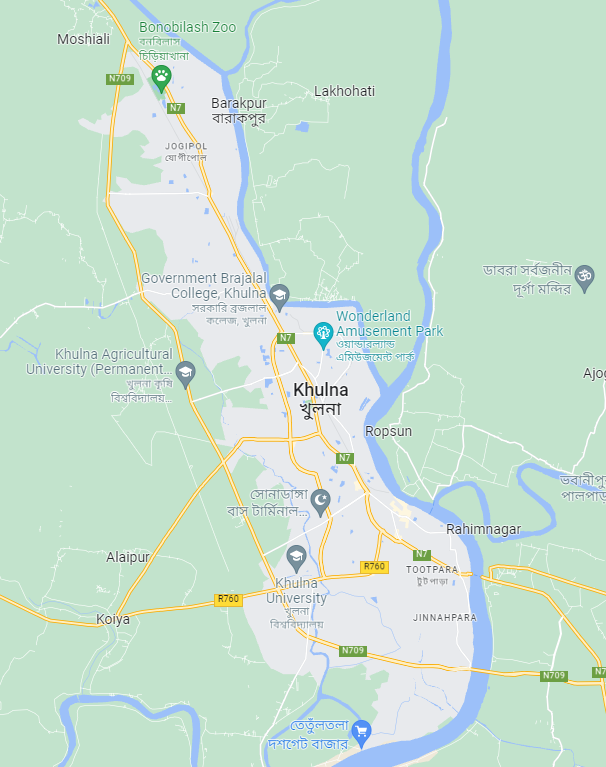 Bonobilash Zoo
বনবিলাস
চিড়িয়াখানা
Moshiali
N709
N7
Lakhohati
Barakpur
বারাকপুর
JOGIPOL
যোগীপোল
ডাবরা সর্বজনীন
দূর্গা মন্দির
Government Brajalal
College, Khulna
সরকারি ব্রজলাল
কলেজ, খুলনা
Wonderland
Amusement Park
ওয়ান্ডারল্যান্ড
এমিউজমেন্ট পার্ক
N7
Khulna Agricultural
University (Permanent...
খুলনা কৃষি
বিশ্ববিদ্যালয়...
Ajog
Khulna
খুলনা
Ropsun
N7
ভবানীপু
পালপাড়
সোনাডাঙ্গা
বাস টার্মিনাল...
Rahimnagar
Alaipur
N7
R760
TOOTPARA
টুটপাড়া
Khulna
University
খুলনা
বিশ্ববিদ্যালয়
R760
Koiya
JINNAHPARA
N709
N709
N7
তেতুঁলতলা
দশগেট বাজার